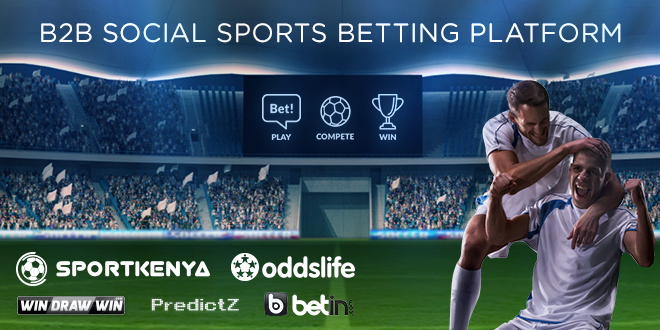 B2B SOCIAL SPORTS BETTING PLATFORM
Bet!
PLAY COMPETE WIN
SPORTKENYA oddslife
WIN DRAW WIN PredictZ b betin